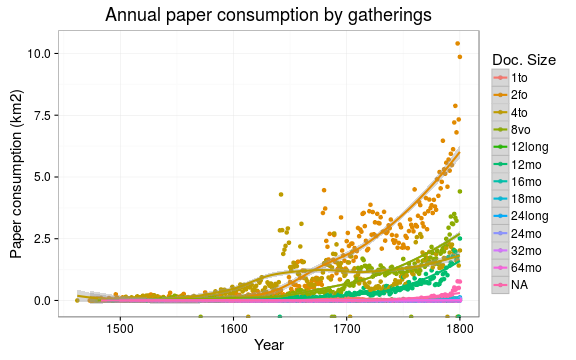 Annual paper consumption by gatherings
Paper consumption (km2)
10.0
7.5
5.0
2.5
0.0
1500
1600
1700
1800
Year
Doc. Size
1to
2fo
4to
8vo
12long
12mo
16mo
18mo
24long
24mo
32mo
64mo
NA